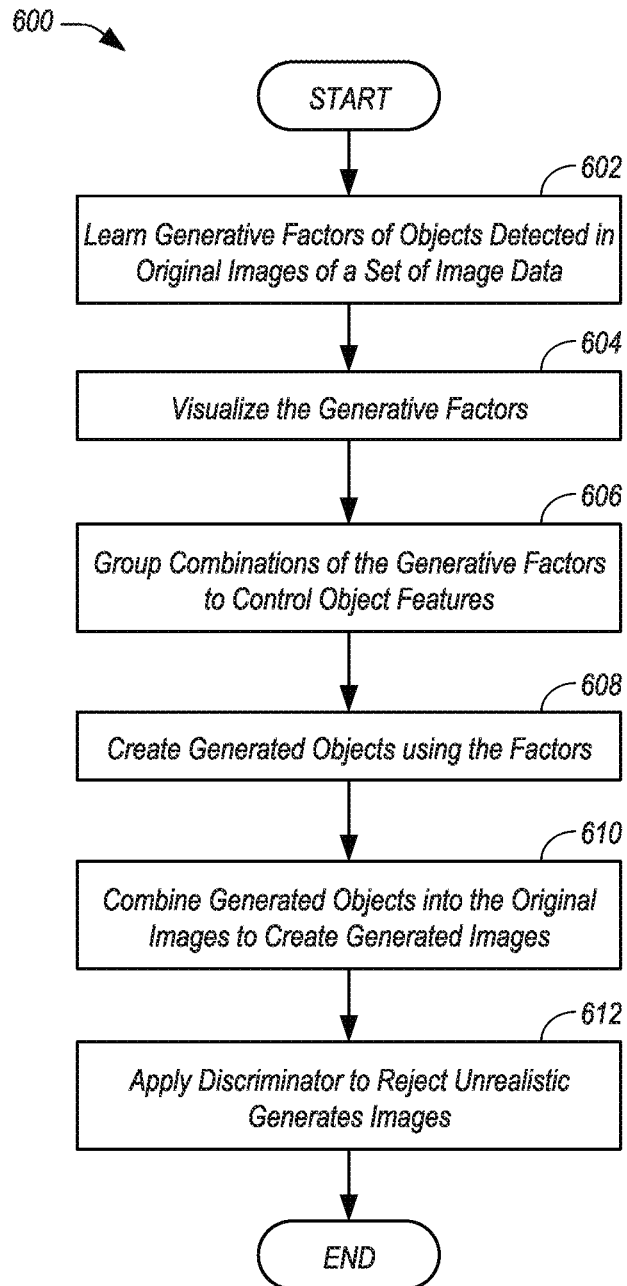 600
START
602
Learn Generative Factors of Objects Detected in
Original Images of a Set of Image Data
604
Visualize the Generative Factors
606
Group Combinations of the Generative Factors
to Control Object Features
608
Create Generated Objects using the Factors
610
Combine Generated Objects into the Original
Images to Create Generated Images
612
Apply Discriminator to Reject Unrealistic
Generates Images
END